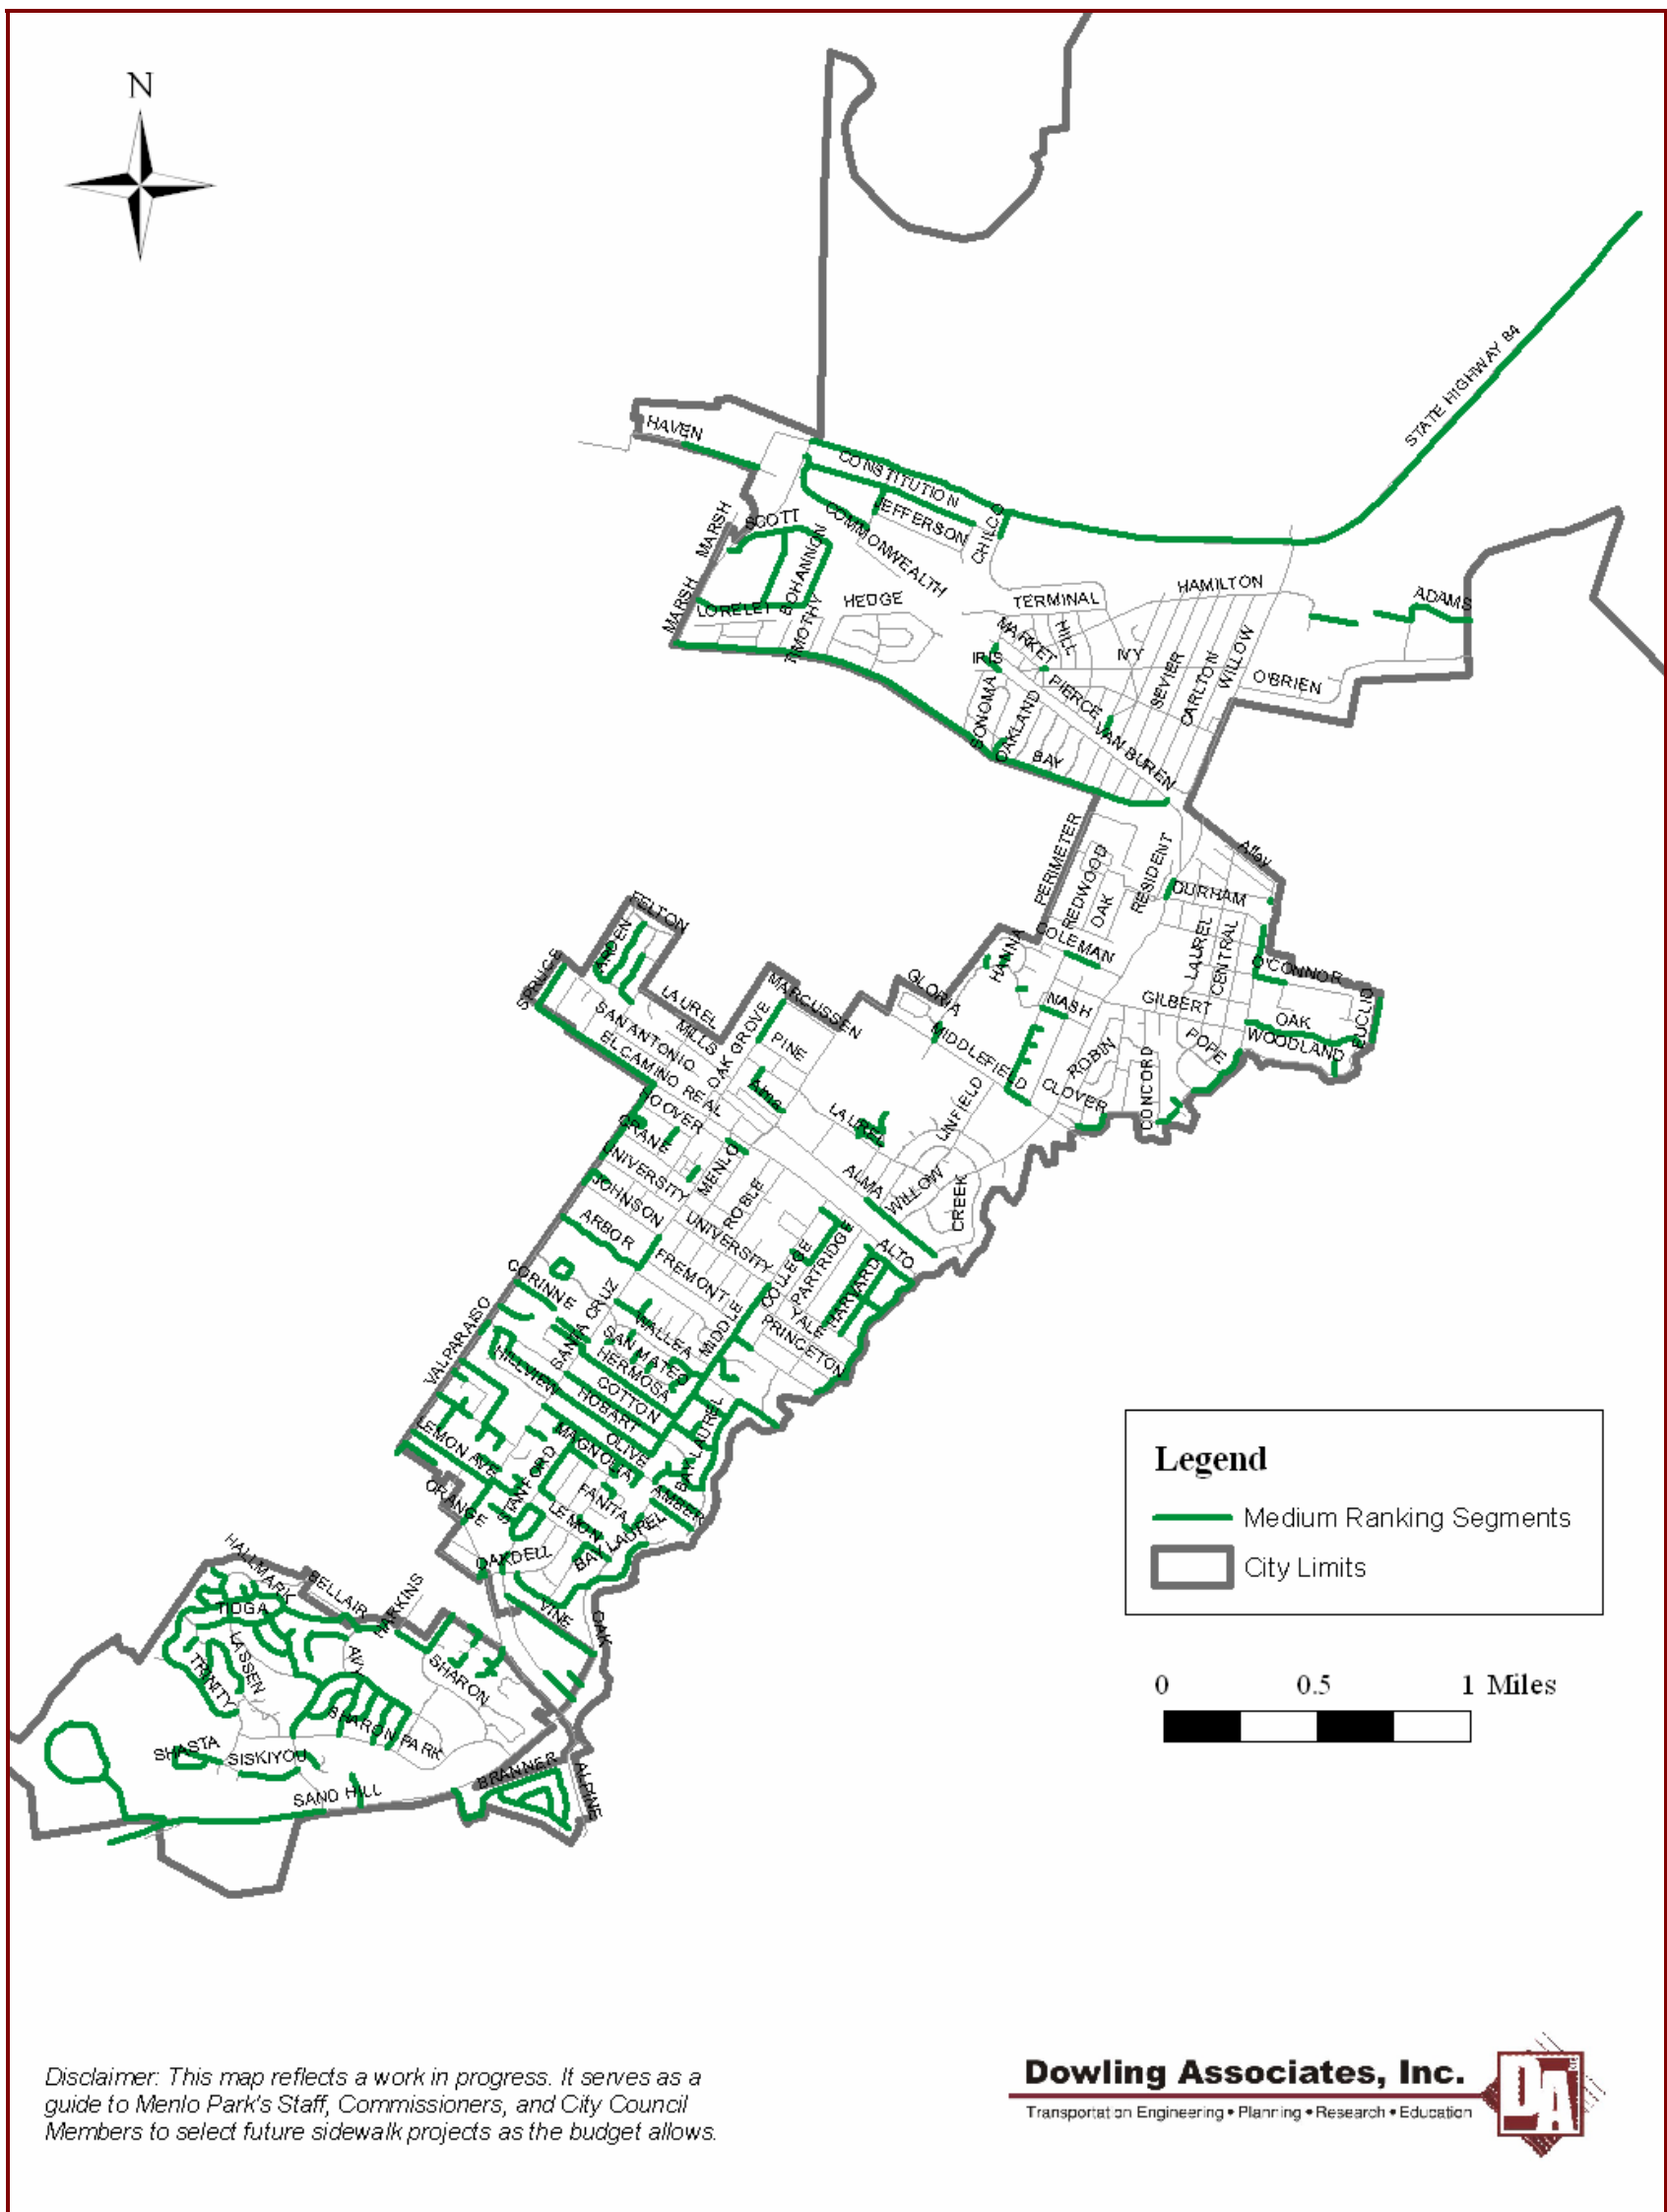 N
STATE HIGHWAY 84
HAVEN
CONSTITUTION
JEFFERSON
CHILCO
COMMONWEALTH
MARSH
SCOTT
BOHANNON
MARSH
LORELEI
TIMOTHY
HEDGE
TERMINAL
HAMILTON
ADAMS
MARKET
HILL
IVY
IRIS
PIERCE
SEVIER
CARLTON
WILLOW
O'BRIEN
SONOMA
OAKLAND
BAY
VAN BUREN
PERIMETER
REDWOOD
OAK
RESIDENT
Alley
DURHAM
LAUREL
CENTRAL
COLEMAN
HANNA
O'CONNOR
FELTON
ARDEN
SPRUCE
LAUREL
MILLS
MARCUSSEN
GLORIA
NASH
GILBERT
OAK
EUCLID
WOODLAND
SAN ANTONIO
OAK GROVE
PINE
MIDDLEFIELD
ROBIN
POPE
EL CAMINO REAL
Alma
CLOVER
CONCORD
HOOVER
LAUREL
LINFIELD
CRANE
MENLO
UNIVERSITY
ROBLE
ALMA
WILLOW
CREEK
JOHNSON
UNIVERSITY
ARBOR
FREMONT
COLLEGE
PARTRIDGE
ALTO
HARVARD
CORINNE
SANTA CRUZ
WALLEA
MIDDLE
YALE
PRINCETON
VALPARAISO
SAN MATEO
HERMOSA
HILLVIEW
COTTON
HOBART
OLIVE
BAY LAUREL
LEMON AVE
MAGNOLIA
STANFORD
ORANGE
FANITA
AMBER
LEMON
BAY LAUREL
OAKDELL
HALLMARK
BELLAIR
HARKINS
VINE
OAK
TIOGA
LASSEN
AVY
TRINITY
SHARON
SHARON PARK
SHASTA
SISKIYOU
SAND HILL
BRANNER
ALPINE
Legend
Medium Ranking Segments
City Limits
0 0.5 1 Miles
Disclaimer: This map reflects a work in progress. It serves as a
guide to Menlo Park's Staff, Commissioners, and City Council
Members to select future sidewalk projects as the budget allows.
Dowling Associates, Inc.
Transportation Engineering • Planning • Research • Education
DA